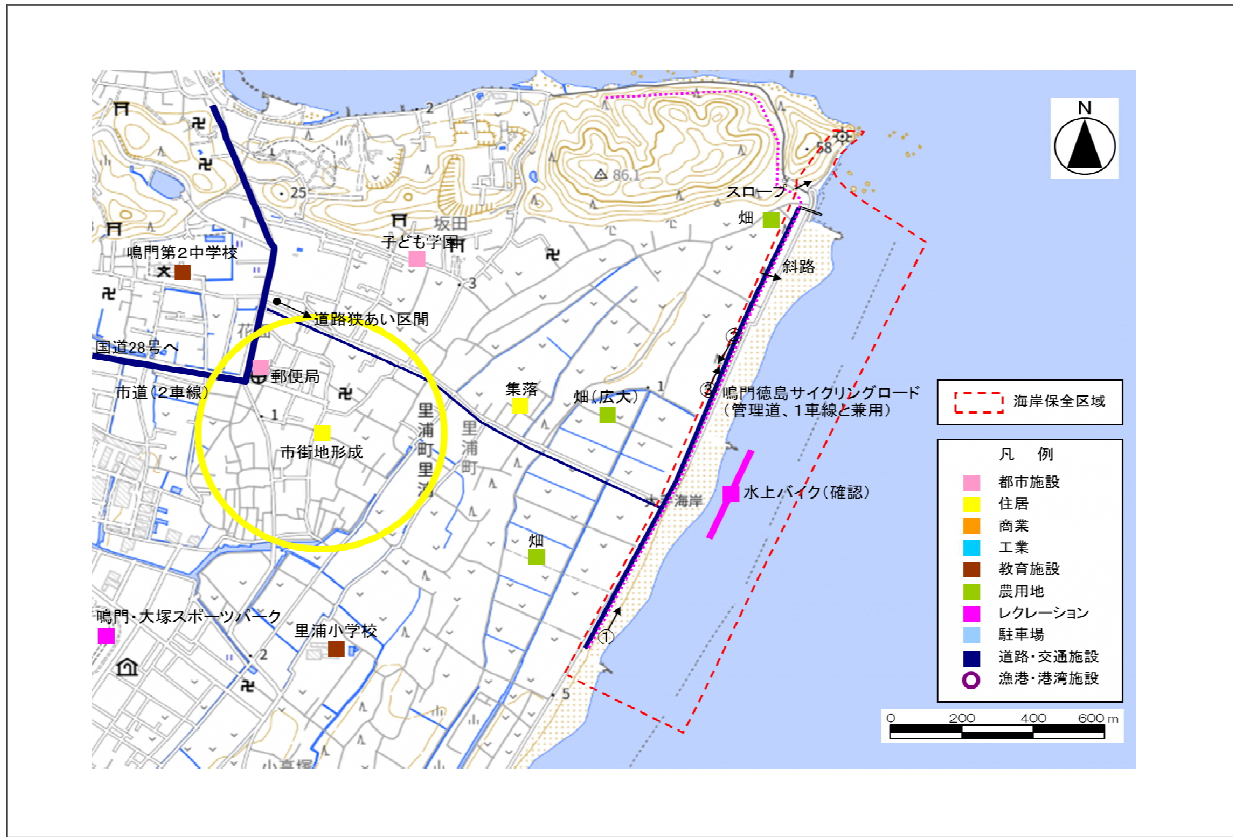 N
2
58
86.1
スロープ
25
坂田
畑
子ども学園
鳴門第2中学校
3
斜路
道路狭あい区間
花面
国道28号へ
②
郵便局
市道(2車線)
集落
1
畑(広大)
③
鳴門徳島サイクリングロード
(管理道、1車線と兼用)
海岸保全区域
1
市街地形成
里浦町里浦
里浦町
凡 例
都市施設
住居
商業
工業
教育施設
農用地
レクレーション
駐車場
道路・交通施設
漁港・港湾施設
海岸
水上バイク(確認)
畑
鳴門・大塚スポーツパーク
里浦小学校
①
2
5
0 200 400 600 m